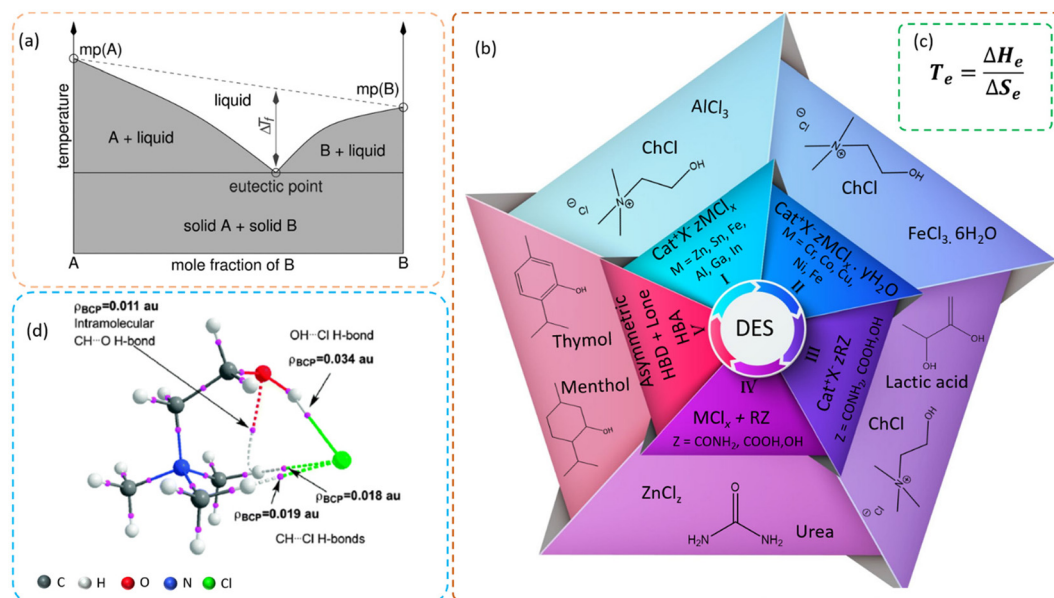 (a)
mp(A)
mp(B)
temperature
liquid
ΔTf
A + liquid
B + liquid
eutectic point
solid A + solid B
A
mole fraction of B
B
(b)
AlCl₃
ChCl
⊖
Cl
N
⊕
OH
⊖
Cl
N
⊕
OH
ChCl
FeCl₃. 6H₂O
Cat⁺X⁻ zMClₓ
M = Zn, Sn, Fe,
Al, Ga, In
I
Cat⁺X⁻ zMClₓ · yH₂O
M = Cr, Co, Cu,
Ni, Fe
II
DES
III
Cat⁺X⁻ zRZ
Z = CONH₂, COOH,OH
IV
MClₓ + RZ
Z = CONH₂, COOH,OH
V
Asymmetric
HBD + Lone
HBA
OH
Thymol
Menthol
OH
O
OH
OH
Lactic acid
ChCl
OH
N
⊕
⊖
Cl
ZnCl_z
O
H₂N
NH₂
Urea
(c)
Tₑ = ΔHₑ
ΔSₑ
(d)
ρBCP=0.011 au
Intramolecular
CH···O H-bond
OH···Cl H-bond
ρBCP=0.034 au
ρBCP=0.018 au
ρBCP=0.019 au
CH···Cl H-bonds
C H O N Cl